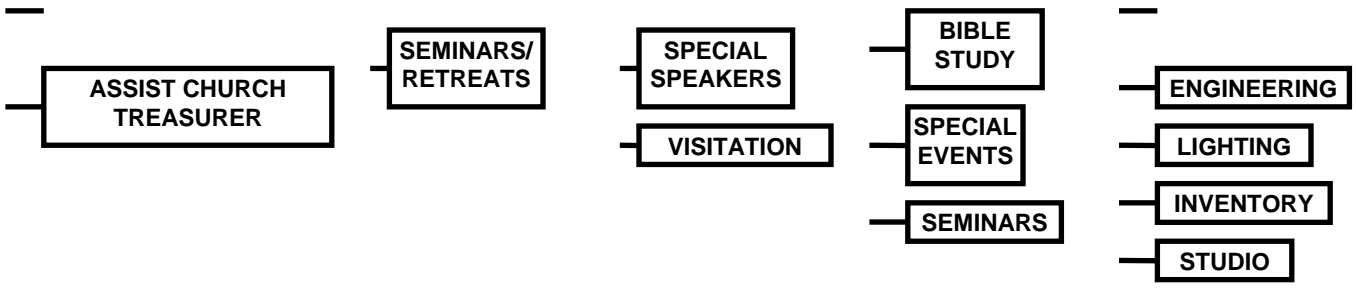 ASSIST CHURCH
TREASURER
SEMINARS/
RETREATS
SPECIAL
SPEAKERS
VISITATION
BIBLE
STUDY
SPECIAL
EVENTS
SEMINARS
ENGINEERING
LIGHTING
INVENTORY
STUDIO